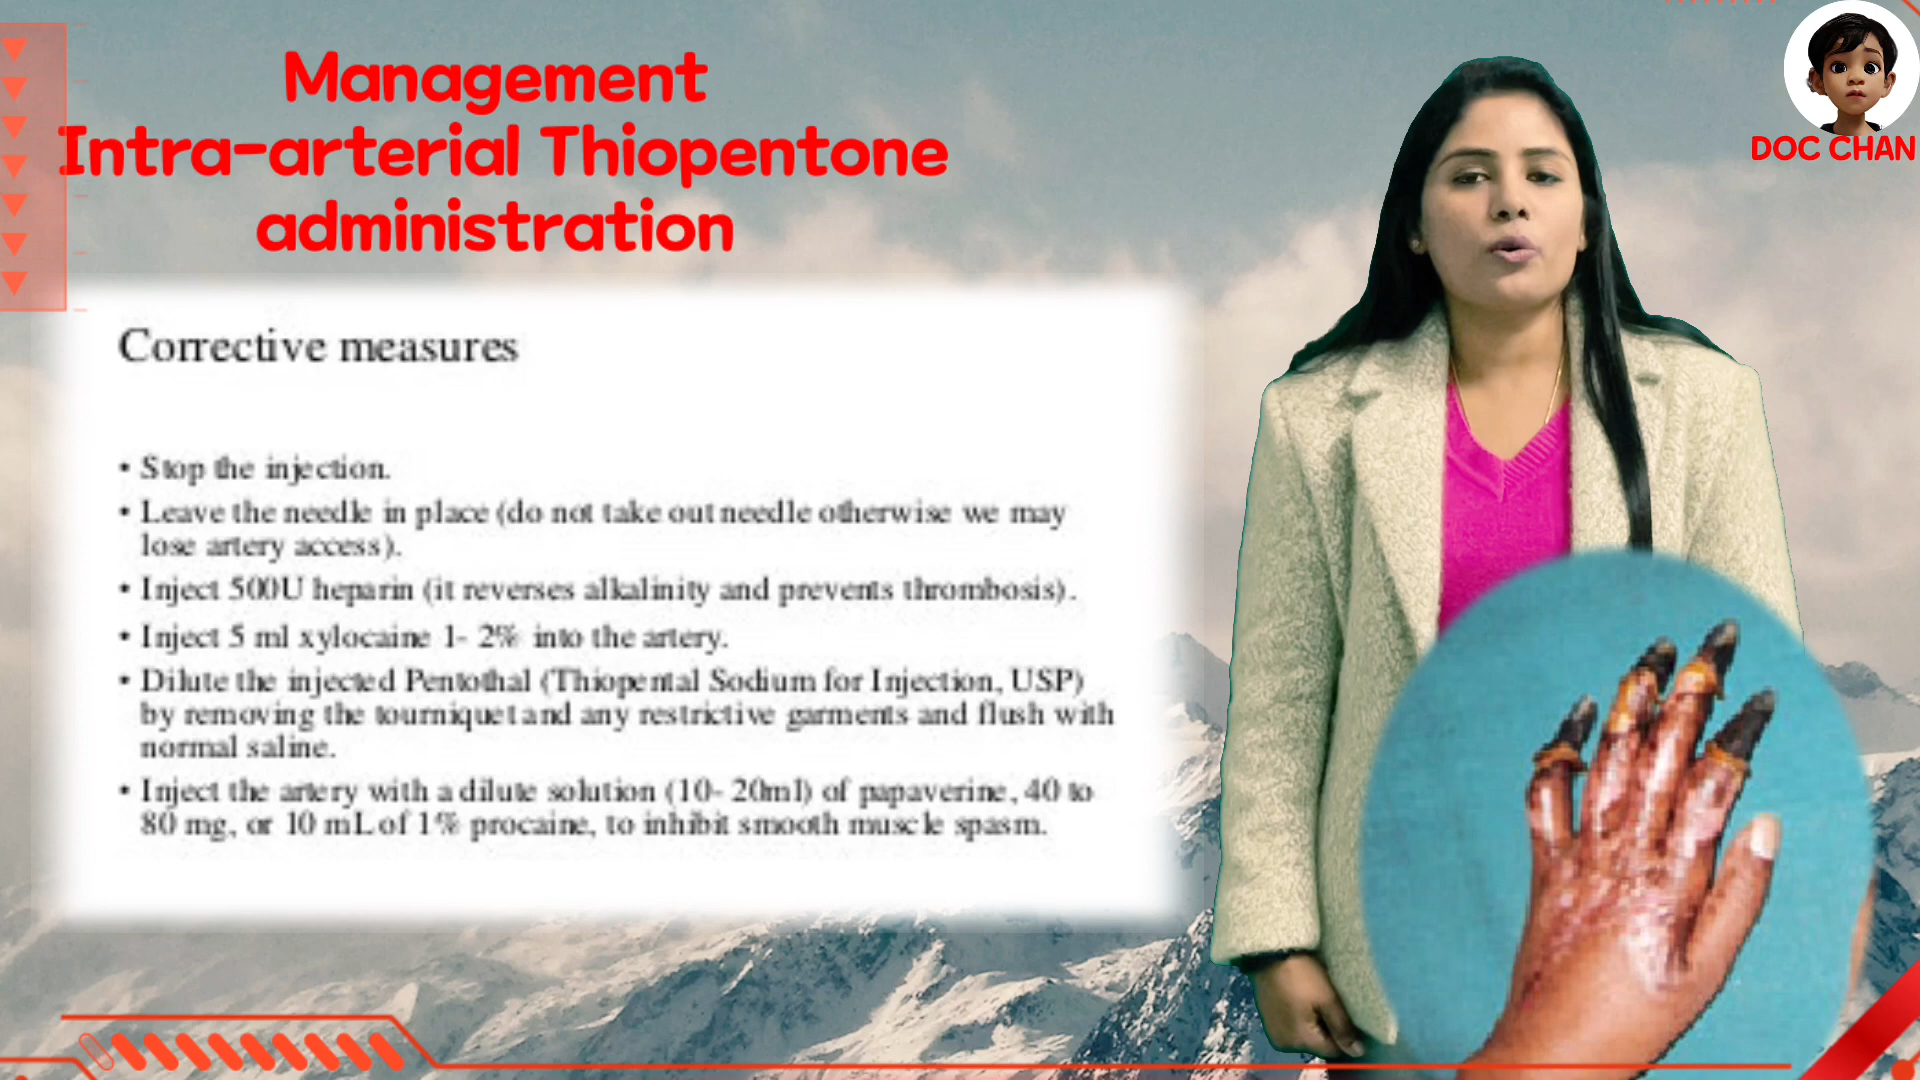 Management
Intra-arterial Thiopentone
administration
DOC CHAN
Corrective measures
• Stop the injection.
• Leave the needle in place (do not take out needle otherwise we may
lose artery access).
• Inject 500U heparin (it reverses alkalinity and prevents thrombosis).
• Inject 5 ml xylocaine 1- 2% into the artery.
• Dilute the injected Pentothal (Thiopental Sodium for Injection, USP)
by removing the tourniquet and any restrictive garments and flush with
normal saline.
• Inject the artery with a dilute solution (10- 20ml) of papaverine, 40 to
80 mg, or 10 mL of 1% procaine, to inhibit smooth muscle spasm.